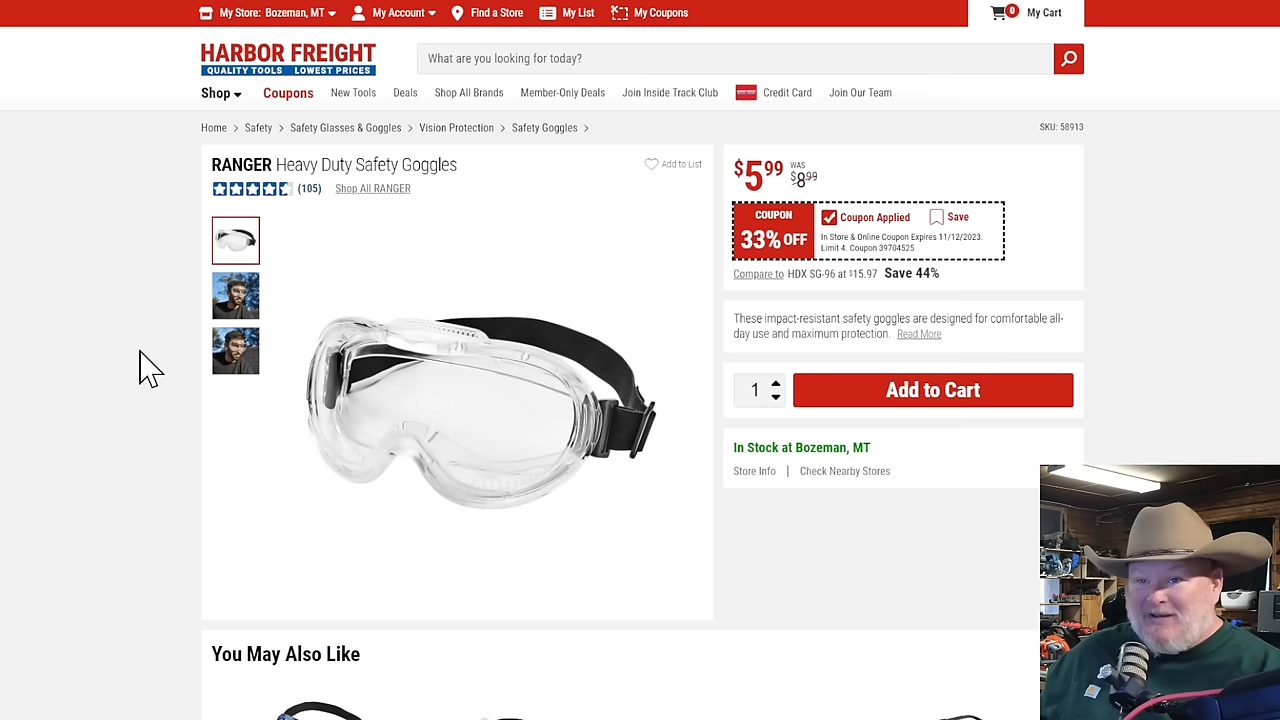 My Store: Bozeman, MT
My Account
Find a Store
My List
My Coupons
0
My Cart
HARBOR FREIGHT
QUALITY TOOLS LOWEST PRICES
What are you looking for today?
Shop
Coupons
New Tools
Deals
Shop All Brands
Member-Only Deals
Join Inside Track Club
Credit Card
Join Our Team
Home > Safety > Safety Glasses & Goggles > Vision Protection > Safety Goggles >
SKU: 58913
RANGER Heavy Duty Safety Goggles
Add to List
(105)
Shop All RANGER
$5 99
WAS
$8 99
COUPON
33% OFF
Coupon Applied
Save
In Store & Online Coupon Expires 11/12/2023.
Limit 4. Coupon 39704525
Compare to HDX SG-96 at $15.97 Save 44%
These impact-resistant safety goggles are designed for comfortable all-
day use and maximum protection. Read More
1
Add to Cart
In Stock at Bozeman, MT
Store Info | Check Nearby Stores
You May Also Like